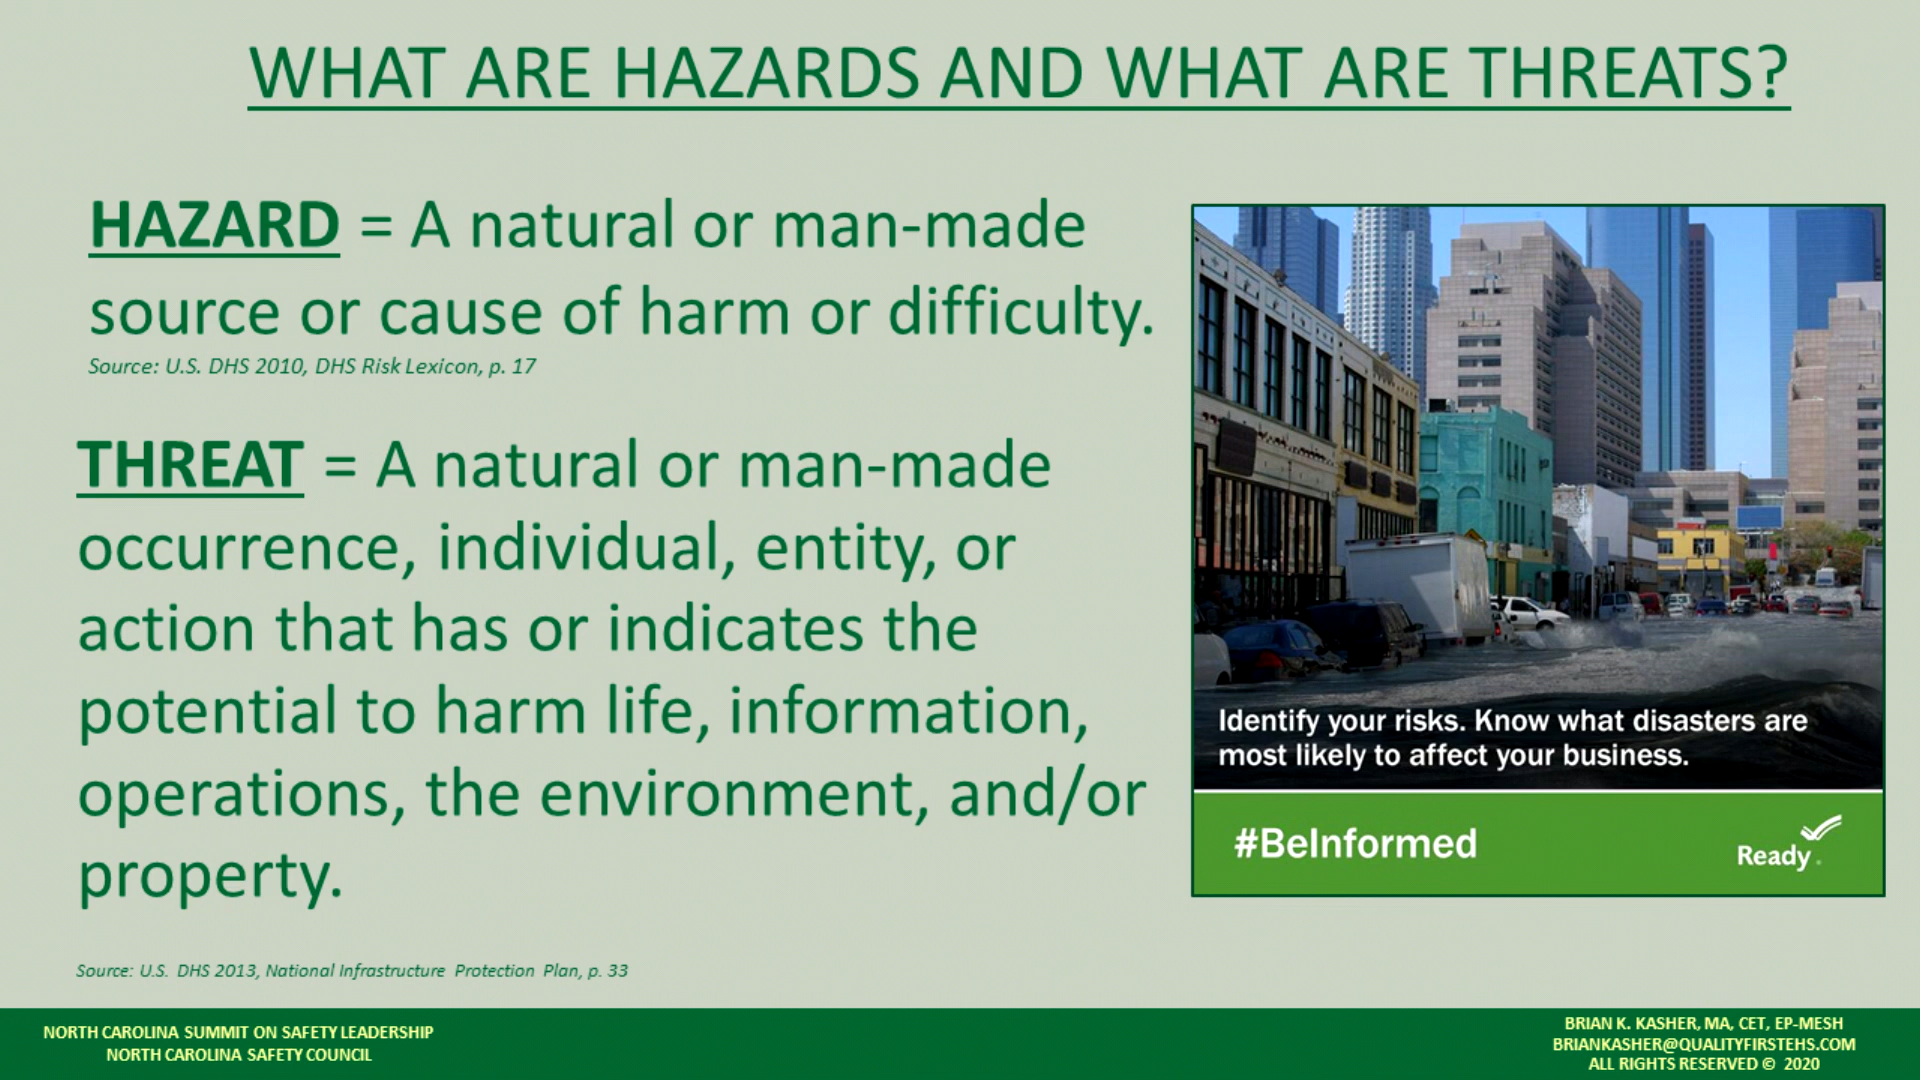 WHAT ARE HAZARDS AND WHAT ARE THREATS?
HAZARD = A natural or man-made
source or cause of harm or difficulty.
Source: U.S. DHS 2010, DHS Risk Lexicon, p. 17
THREAT = A natural or man-made
occurrence, individual, entity, or
action that has or indicates the
potential to harm life, information,
operations, the environment, and/or
property.
Source: U.S. DHS 2013, National Infrastructure Protection Plan, p. 33
Identify your risks. Know what disasters are
most likely to affect your business.
#BeInformed
Ready
NORTH CAROLINA SUMMIT ON SAFETY LEADERSHIP
NORTH CAROLINA SAFETY COUNCIL
BRIAN K. KASHER, MA, CET, EP-MESH
BRIANKASHER@QUALITYFIRSTEHS.COM
ALL RIGHTS RESERVED © 2020